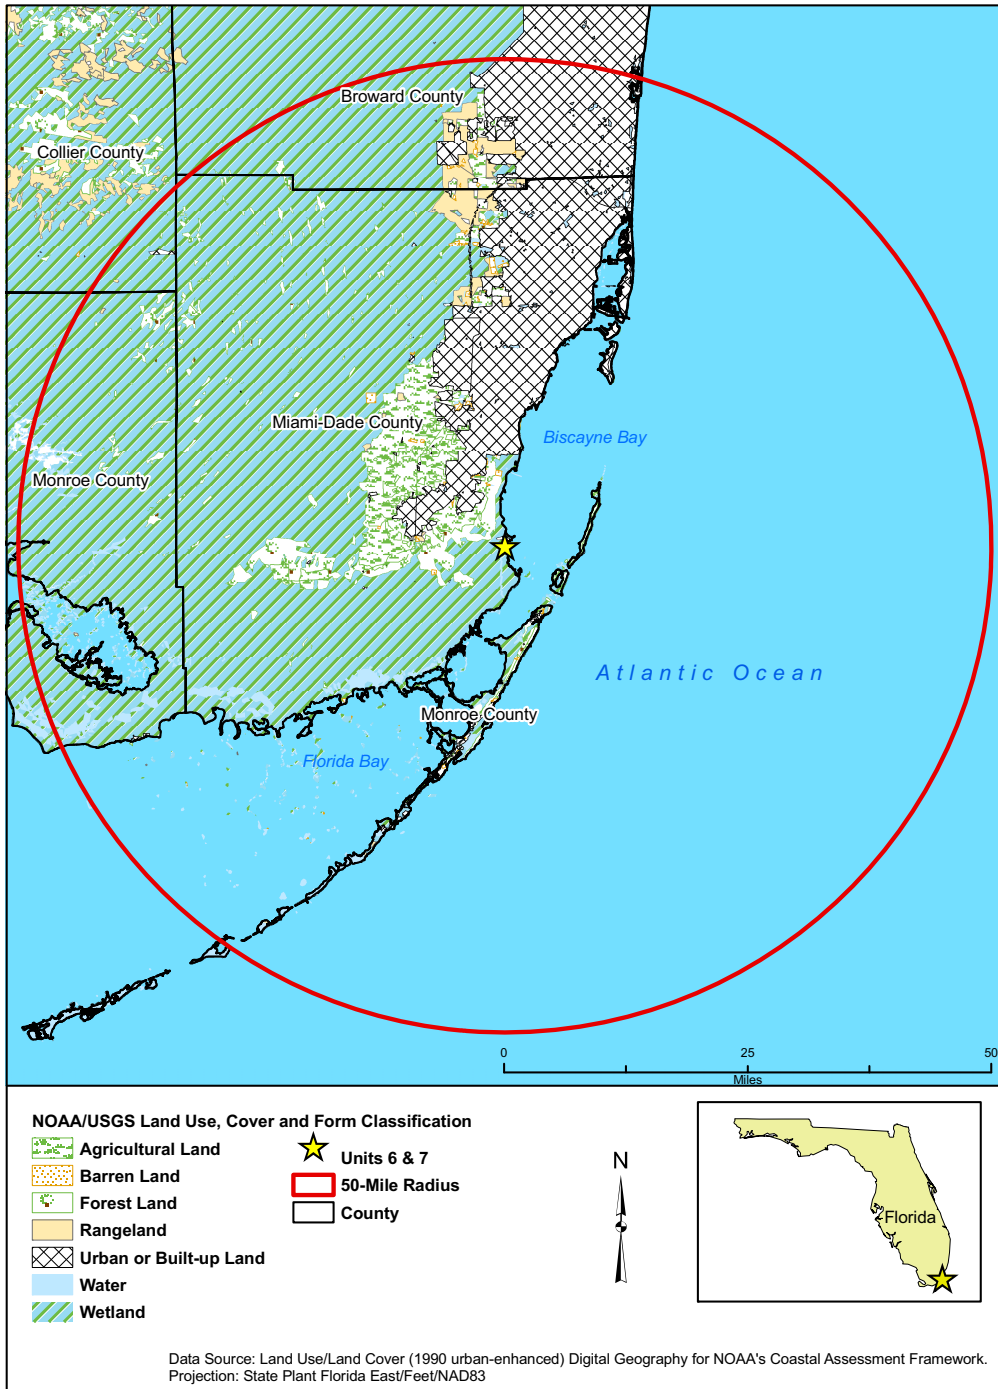 Broward County
Collier County
Miami-Dade County
Biscayne Bay
Monroe County
Atlantic Ocean
Monroe County
Florida Bay
0 25 50
Miles
NOAA/USGS Land Use, Cover and Form Classification
Agricultural Land
Barren Land
Forest Land
Rangeland
Urban or Built-up Land
Water
Wetland
Units 6 & 7
50-Mile Radius
County
N
Florida
Data Source: Land Use/Land Cover (1990 urban-enhanced) Digital Geography for NOAA's Coastal Assessment Framework.
Projection: State Plant Florida East/Feet/NAD83